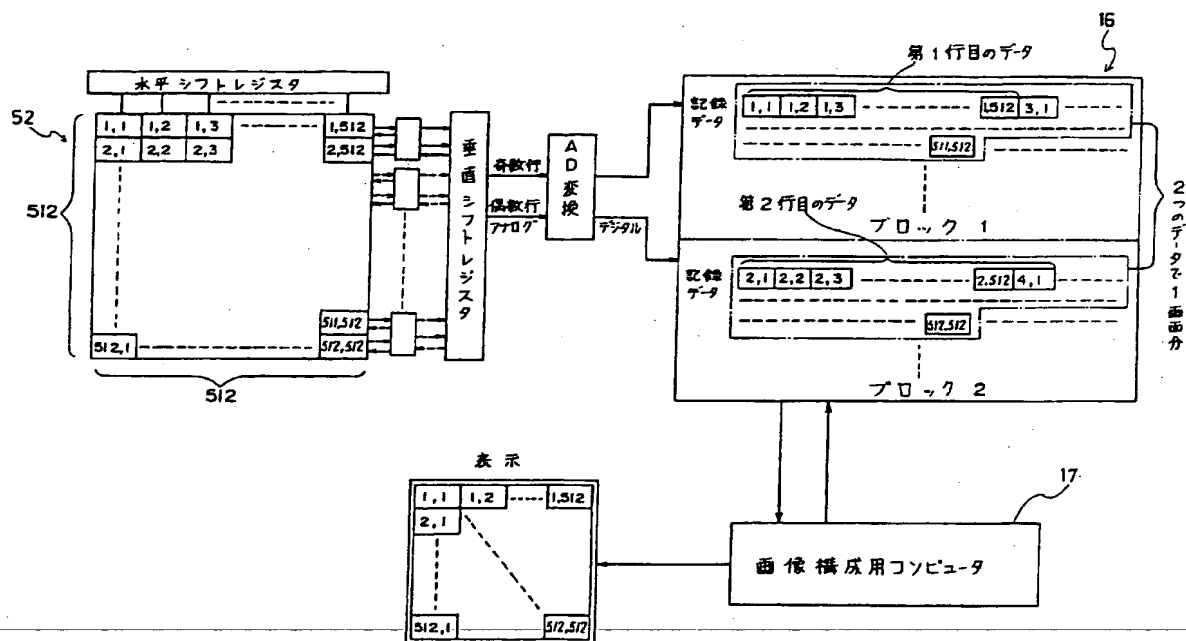 16
第1行目のデータ
水平シフトレジスタ
記録
データ
1,1 1,2 1,3 1,512 3,1
52
1,1 1,2 1,3 1,512
2,1 2,2 2,3 2,512
511,512
垂直シフトレジスタ
奇数行
偶数行
アナログ
AD変換
デジタル
ブロック 1
2つのデータで1画面分
512
第2行目のデータ
記録
データ
2,1 2,2 2,3 2,512 4,1
512,512
511,512
512,1 512,512
512
ブロック 2
表示
1,1 1,2 1,512
2,1
512,1 512,512
17
画像構成用コンピュータ